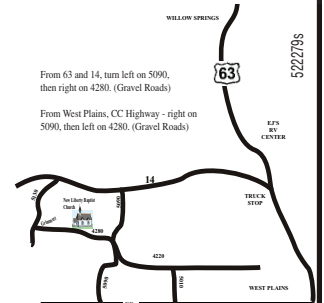 WILLOW SPRINGS
63
522279s
From 63 and 14, turn left on 5090,
then right on 4280. (Gravel Roads)
From West Plains, CC Highway - right on
5090, then left on 4280. (Gravel Roads)
EJ'S
RV
CENTER
14
TRUCK
STOP
New Liberty Baptist
Church
5090
4280
4220
5090
5010
WEST PLAINS